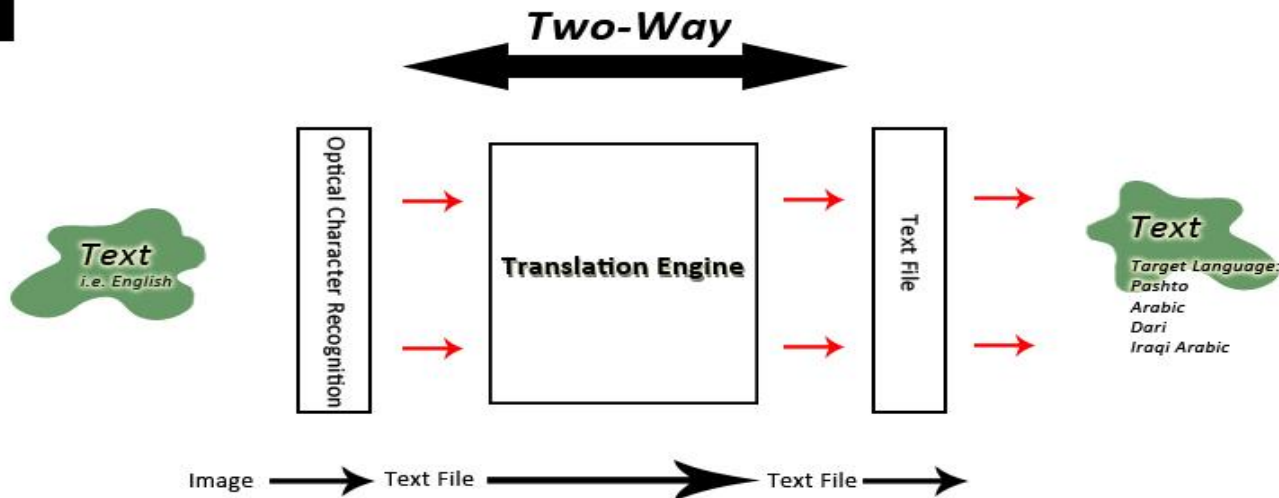 Two-Way
Optical Character Recognition
Text
i.e. English
Translation Engine
Text File
Text
Target Language:
Pashto
Arabic
Dari
Iraqi Arabic
Image
Text File
Text File